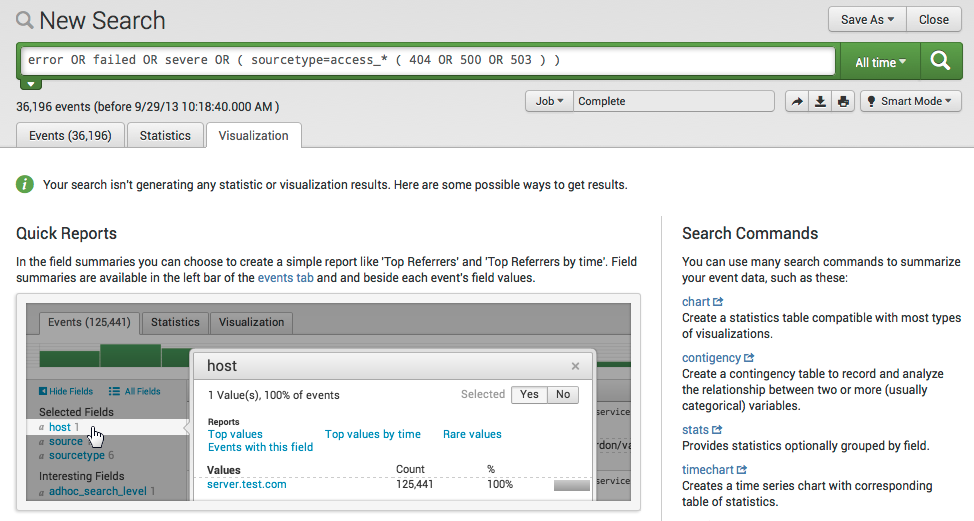 New Search
Save As
Close
error OR failed OR severe OR ( sourcetype=access_* ( 404 OR 500 OR 503 ) )
All time
36,196 events (before 9/29/13 10:18:40.000 AM )
Job
Complete
Smart Mode
Events (36,196)
Statistics
Visualization
i Your search isn't generating any statistic or visualization results. Here are some possible ways to get results.
Quick Reports
In the field summaries you can choose to create a simple report like 'Top Referrers' and 'Top Referrers by time'. Field
summaries are available in the left bar of the events tab and and beside each event's field values.
Events (125,441)
Statistics
Visualization
Hide Fields
All Fields
Selected Fields
a host 1
a source
a sourcetype 6
Interesting Fields
a adhoc_search_level 1
host
×
1 Value(s), 100% of events
Selected
Yes
No
Reports
Top values
Top values by time
Rare values
Events with this field
Values
Count
%
server.test.com
125,441
100%
service
rdon/va
service
Search Commands
You can use many search commands to summarize
your event data, such as these:
chart
Create a statistics table compatible with most types
of visualizations.
contigency
Create a contingency table to record and analyze
the relationship between two or more (usually
categorical) variables.
stats
Provides statistics optionally grouped by field.
timechart
Creates a time series chart with corresponding
table of statistics.